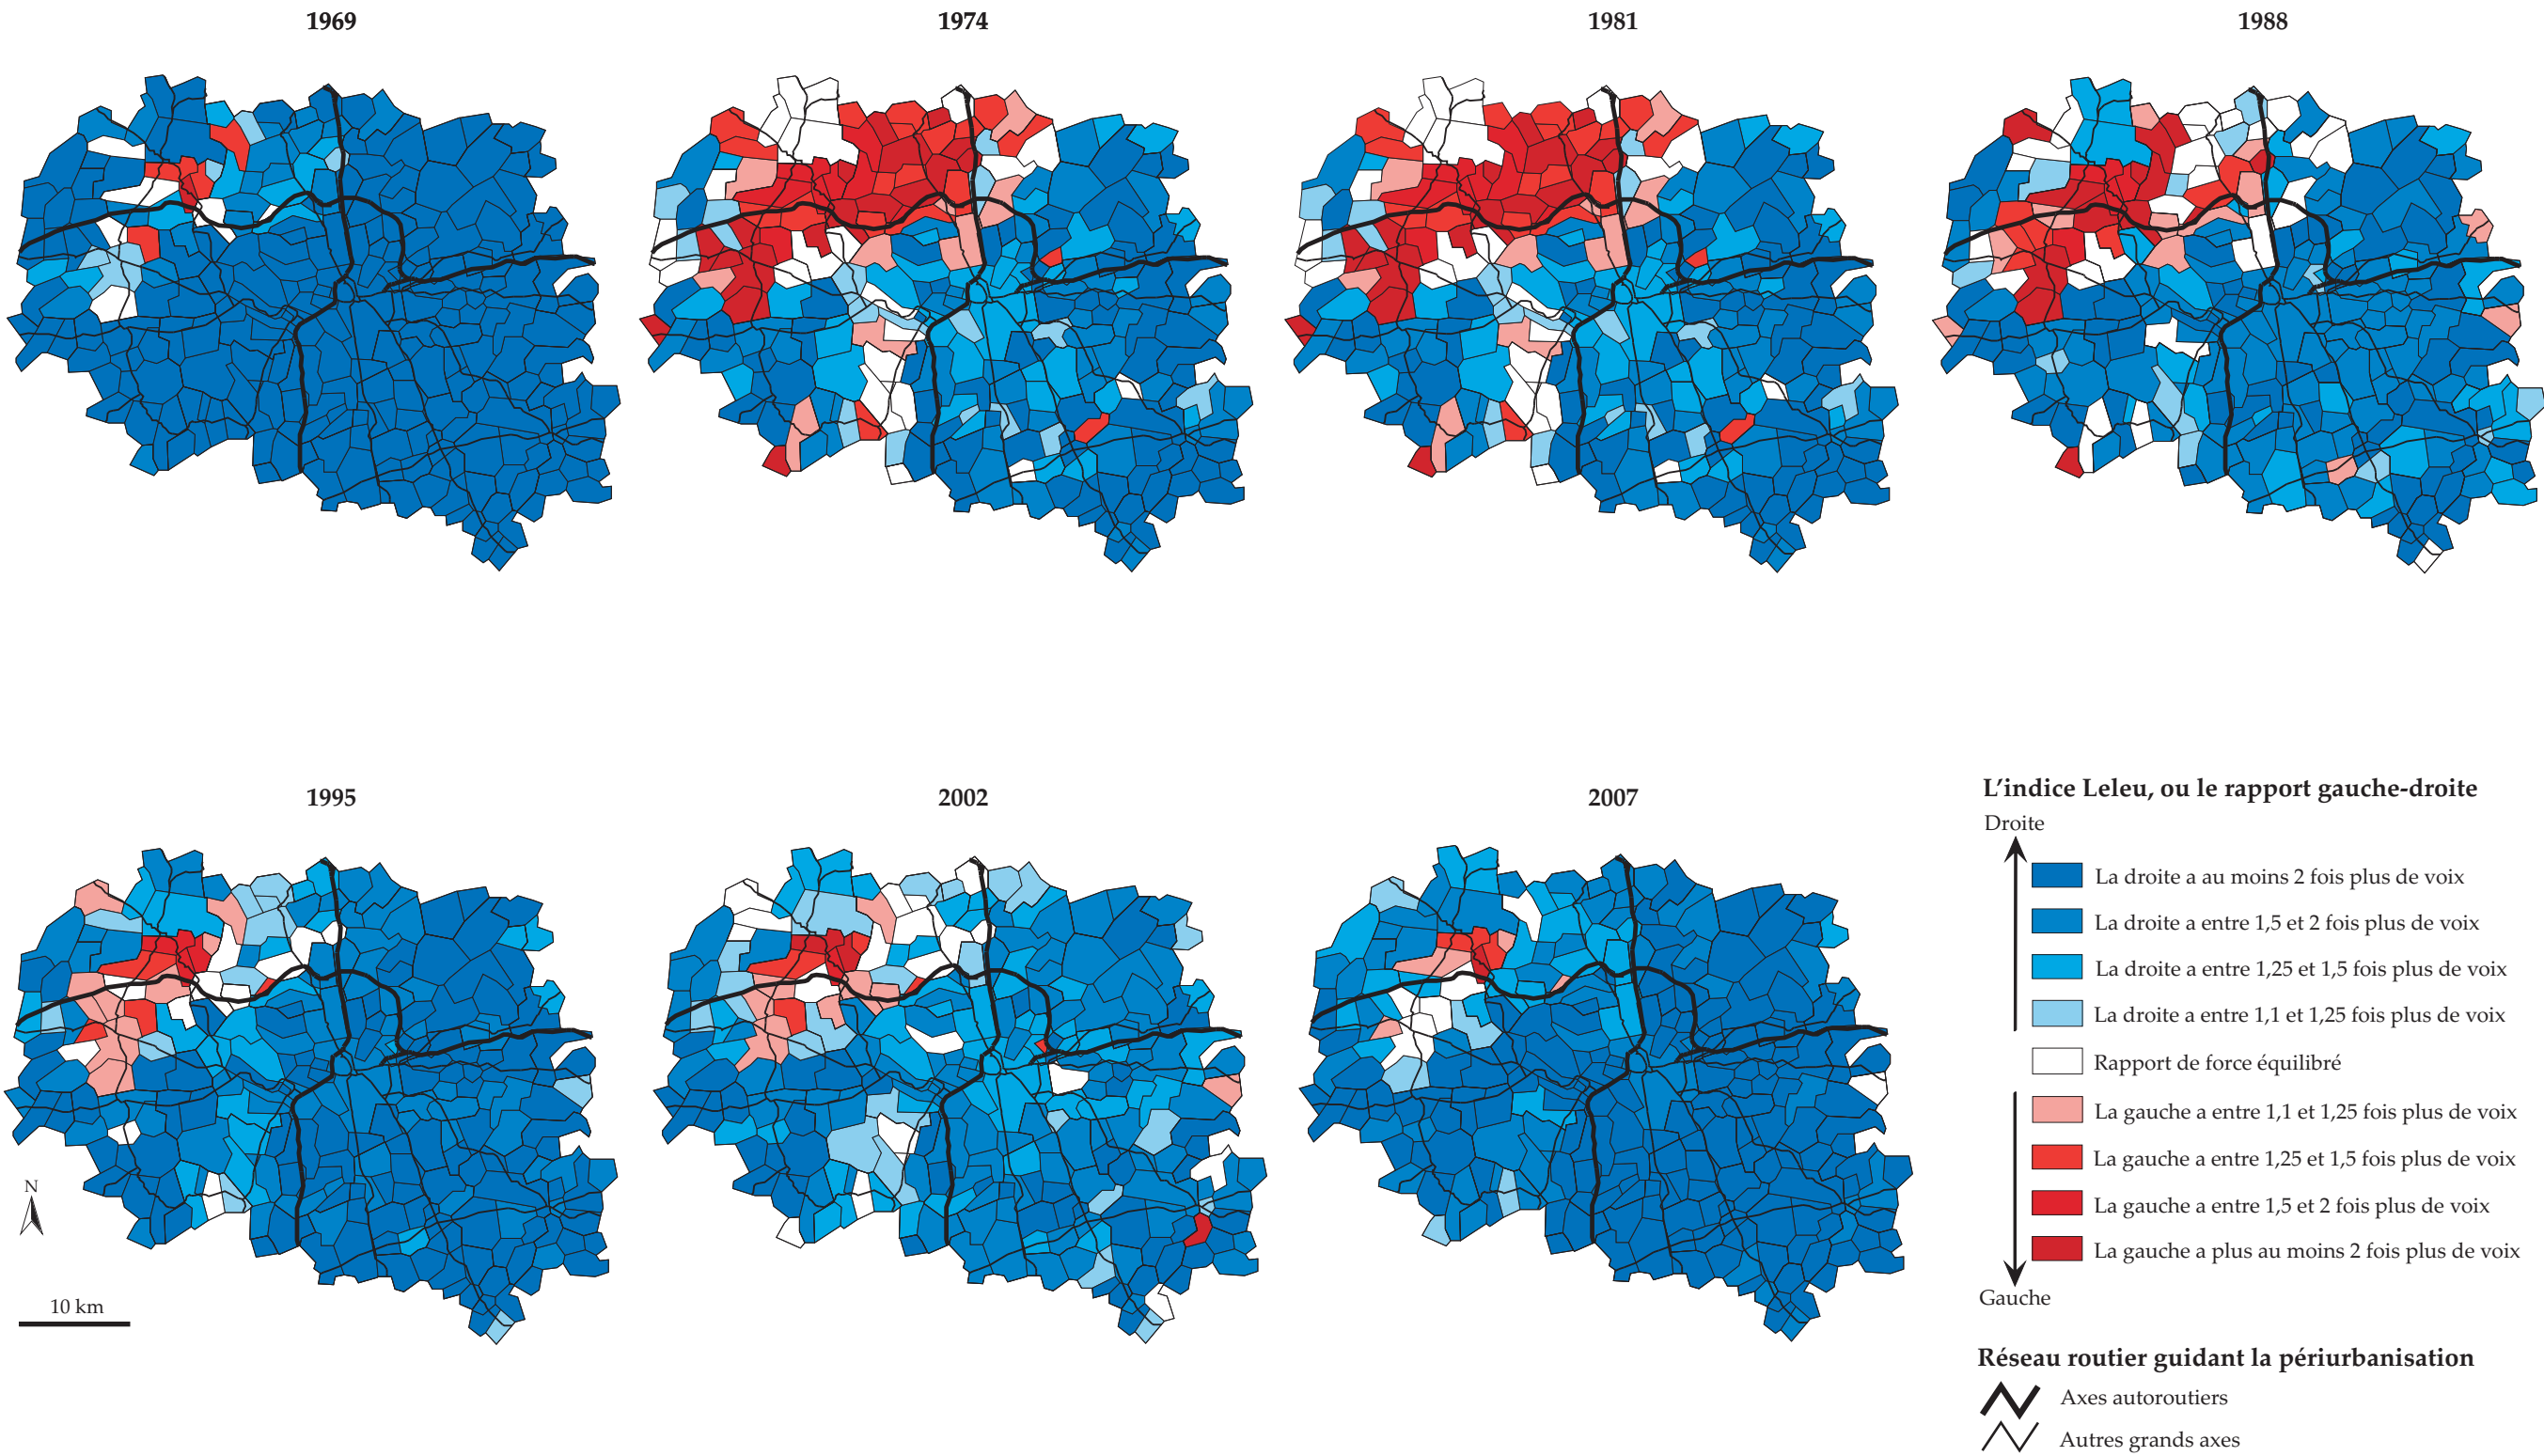 1969
1974
1981
1988
1995
2002
2007
N
10 km
L'indice Leleu, ou le rapport gauche-droite
Droite
La droite a au moins 2 fois plus de voix
La droite a entre 1,5 et 2 fois plus de voix
La droite a entre 1,25 et 1,5 fois plus de voix
La droite a entre 1,1 et 1,25 fois plus de voix
Rapport de force équilibré
La gauche a entre 1,1 et 1,25 fois plus de voix
La gauche a entre 1,25 et 1,5 fois plus de voix
La gauche a entre 1,5 et 2 fois plus de voix
La gauche a plus au moins 2 fois plus de voix
Gauche
Réseau routier guidant la périurbanisation
Axes autoroutiers
Autres grands axes